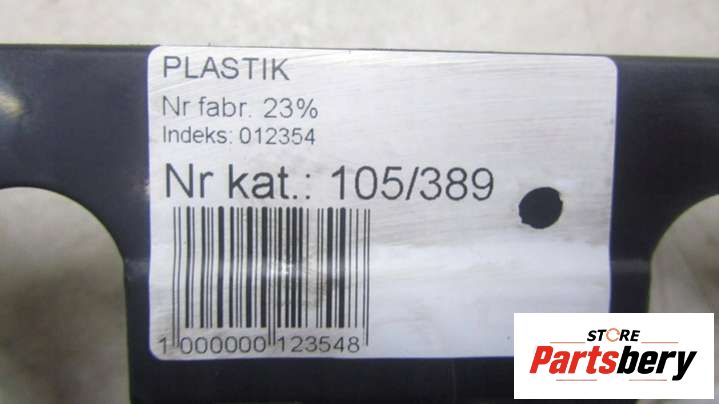 PLASTIK
Nr fabr. 23%
Indeks: 012354
Nr kat.: 105/389
1 000000 123548
STORE
Partsbery